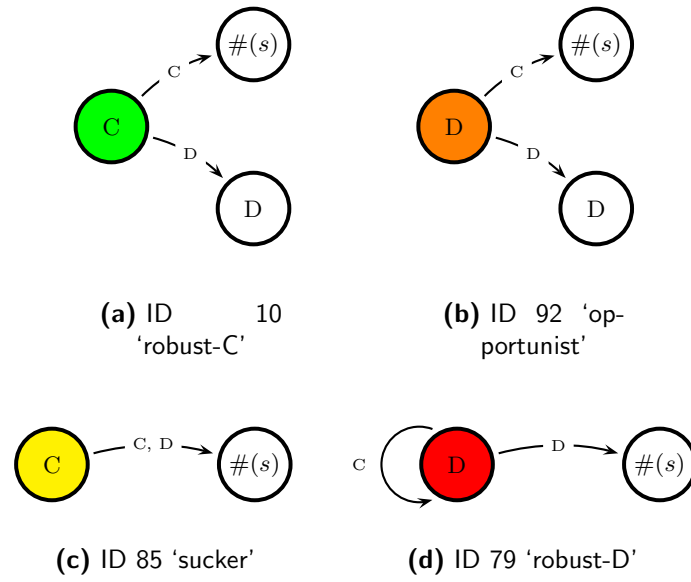 #(s)
#(s)
C
C
C
D
D
D
D
D
(a) ID 10
‘robust-C’
(b) ID 92 ‘op-
portunist’
C
C, D
#(s)
C
D
D
#(s)
(c) ID 85 ‘sucker’
(d) ID 79 ‘robust-D’